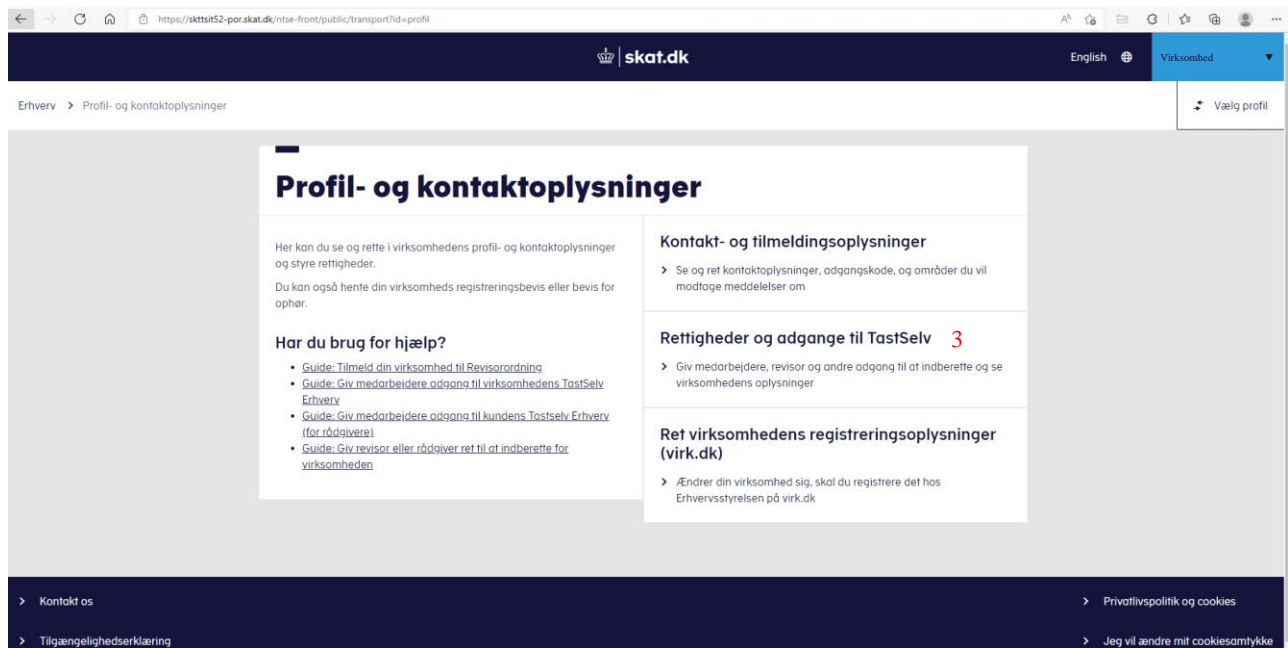 https://skttsit52-por.skat.dk/ntse-front/public/transport?id=profil
skat.dk
English
Virksomhed
Erhverv > Profil- og kontaktoplysninger
Vælg profil
Profil- og kontaktoplysninger
Her kan du se og rette i virksomhedens profil- og kontaktoplysninger
og styre rettigheder.
Du kan også hente din virksomheds registreringsbevis eller bevis for
ophør.
Har du brug for hjælp?
• Guide: Tilmeld din virksomhed til Revisorordning
• Guide: Giv medarbejdere adgang til virksomhedens TastSelv
Erhverv
• Guide: Giv medarbejdere adgang til kundens Tastselv Erhverv
(for rådgivere)
• Guide: Giv revisor eller rådgiver ret til at indberette for
virksomheden
Kontakt- og tilmeldingsoplysninger
> Se og ret kontaktoplysninger, adgangskode, og områder du vil
modtage meddelelser om
Rettigheder og adgange til TastSelv 3
> Giv medarbejdere, revisor og andre adgang til at indberette og se
virksomhedens oplysninger
Ret virksomhedens registreringsoplysninger
(virk.dk)
> Ændrer din virksomhed sig, skal du registrere det hos
Erhvervsstyrelsen på virk.dk
> Kontakt os
> Privatlivspolitik og cookies
> Tilgængelighedserklæring
> Jeg vil ændre mit cookiesamtykke